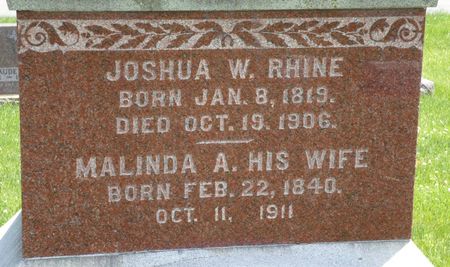 JOSHUA W. RHINE
BORN JAN. 8, 1819.
DIED OCT. 19. 1906.
MALINDA A. HIS WIFE
BORN FEB. 22, 1840.
OCT. 11, 1911